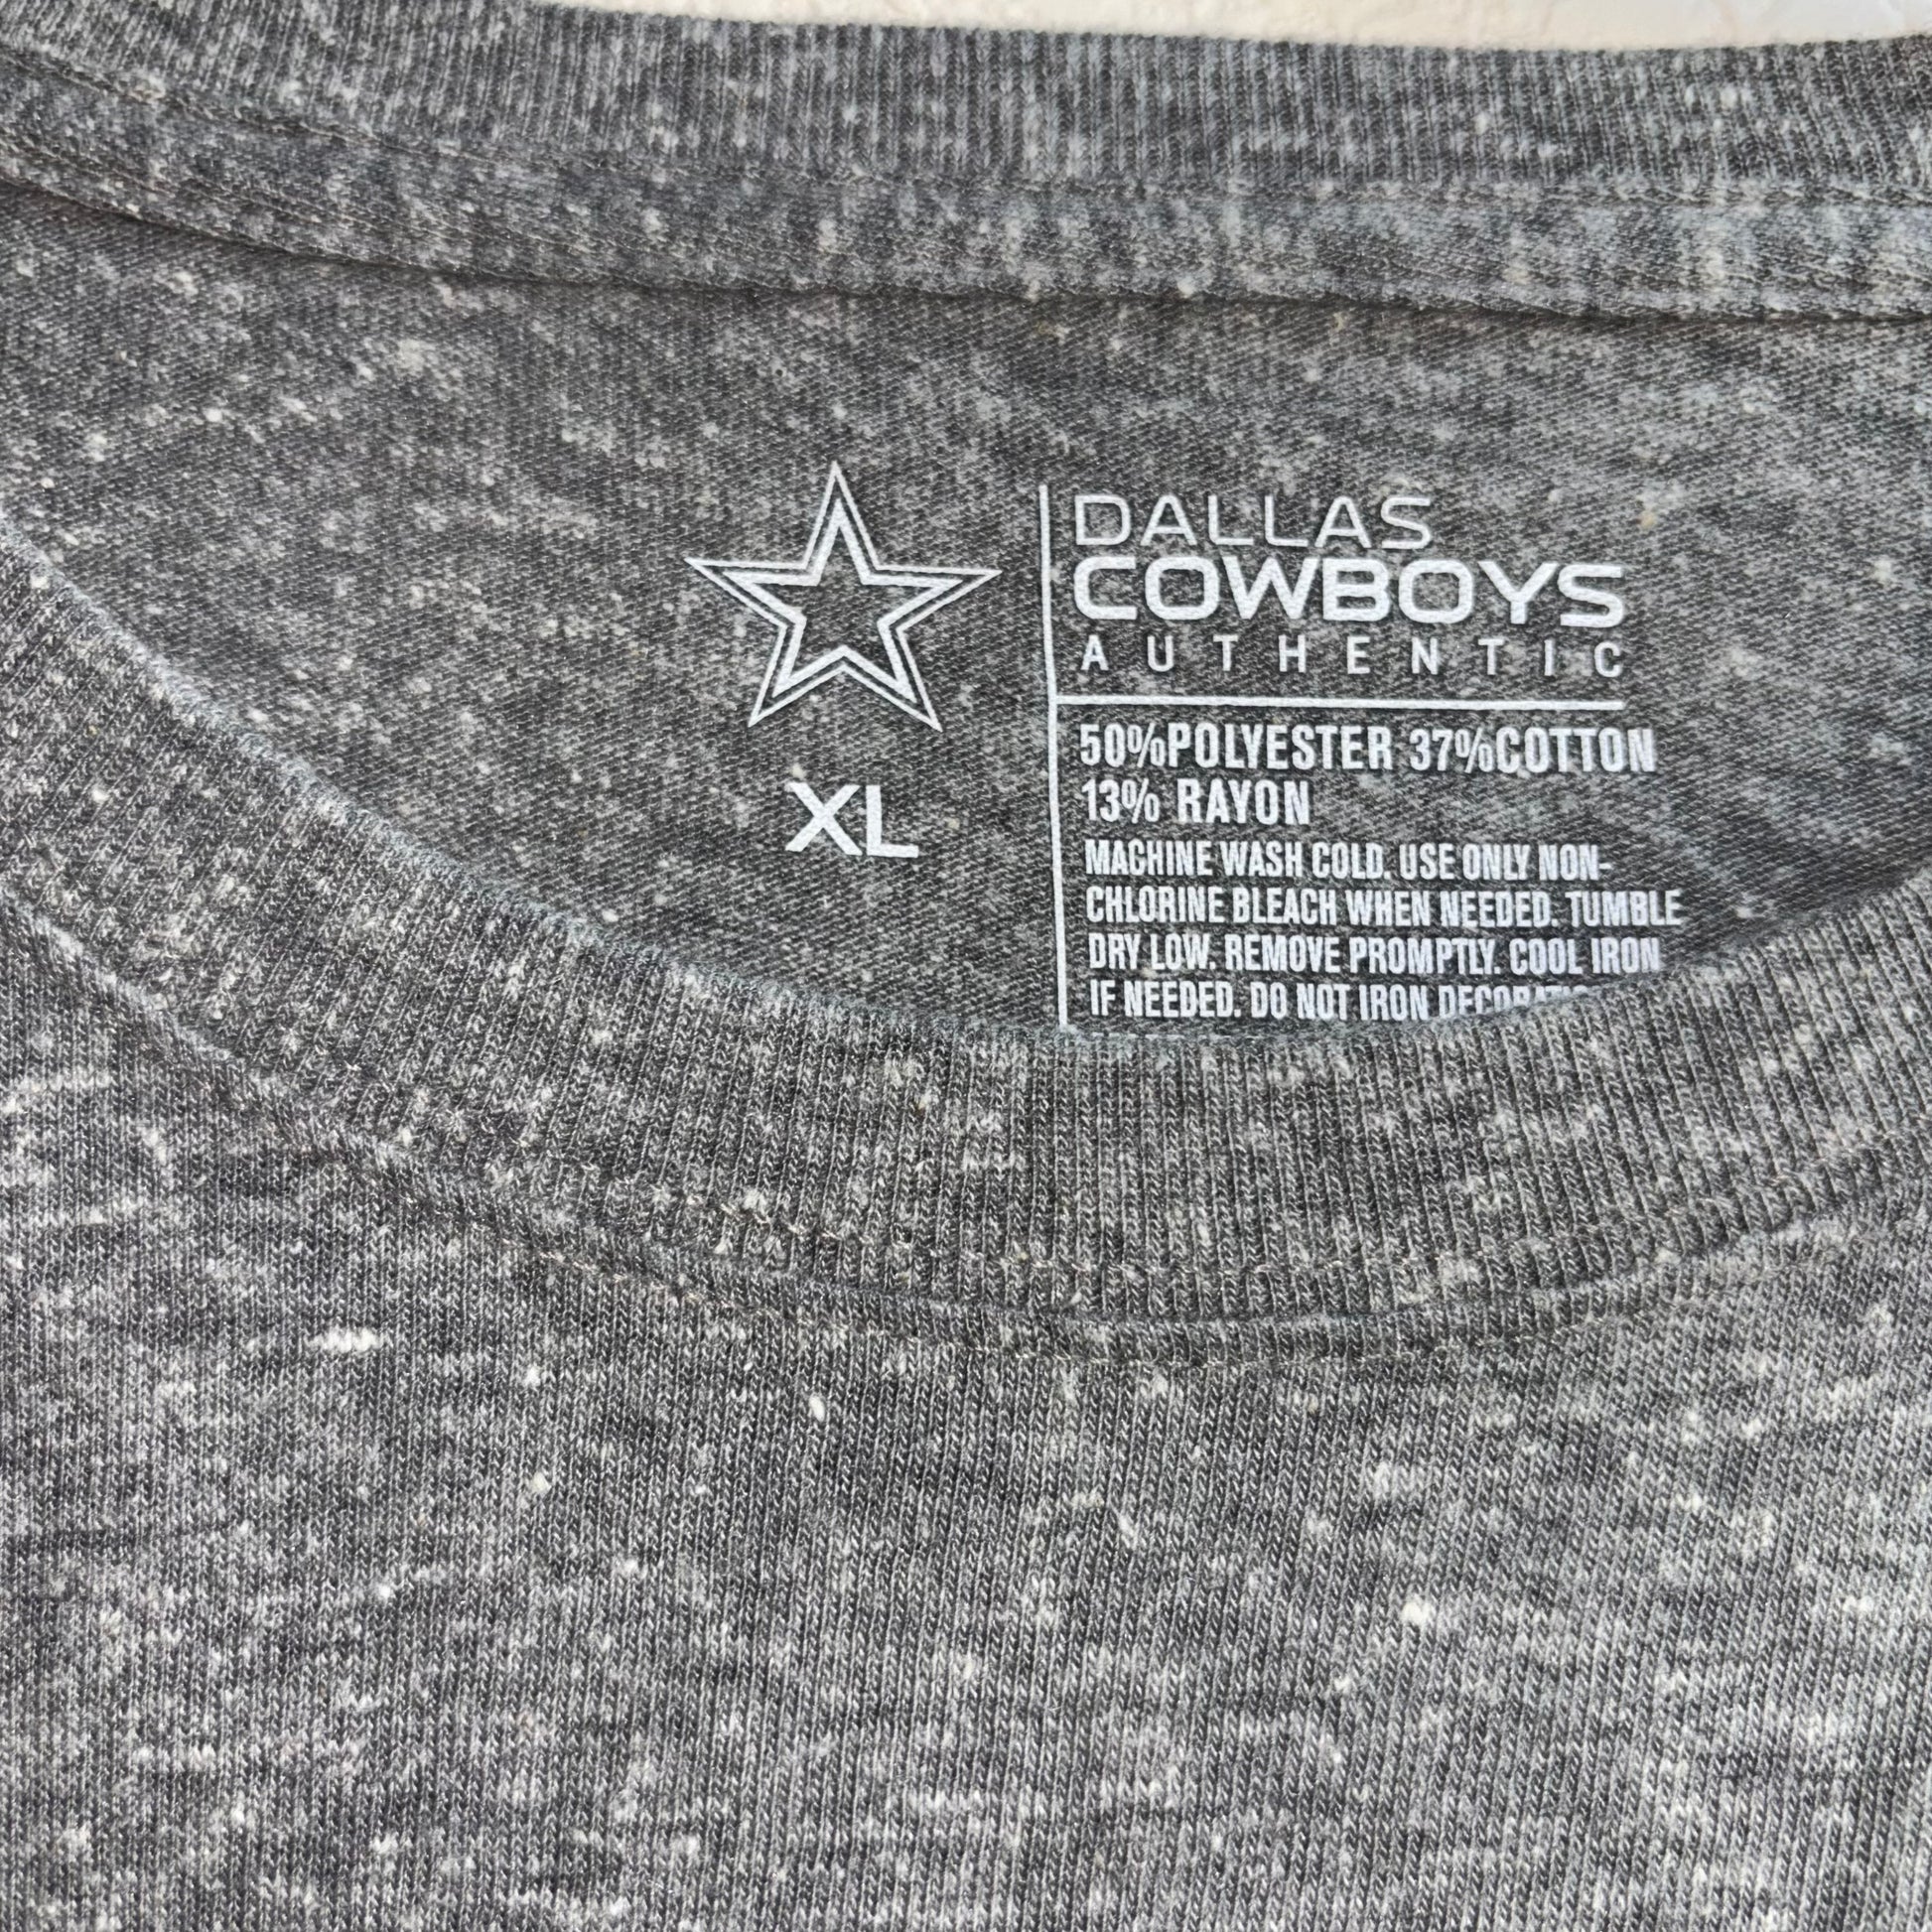 DALLAS
COWBOYS
AUTHENTIC
XL
50%POLYESTER 37%COTTON
13% RAYON
MACHINE WASH COLD. USE ONLY NON-
CHLORINE BLEACH WHEN NEEDED. TUMBLE
DRY LOW. REMOVE PROMPTLY. COOL IRON
IF NEEDED. DO NOT IRON